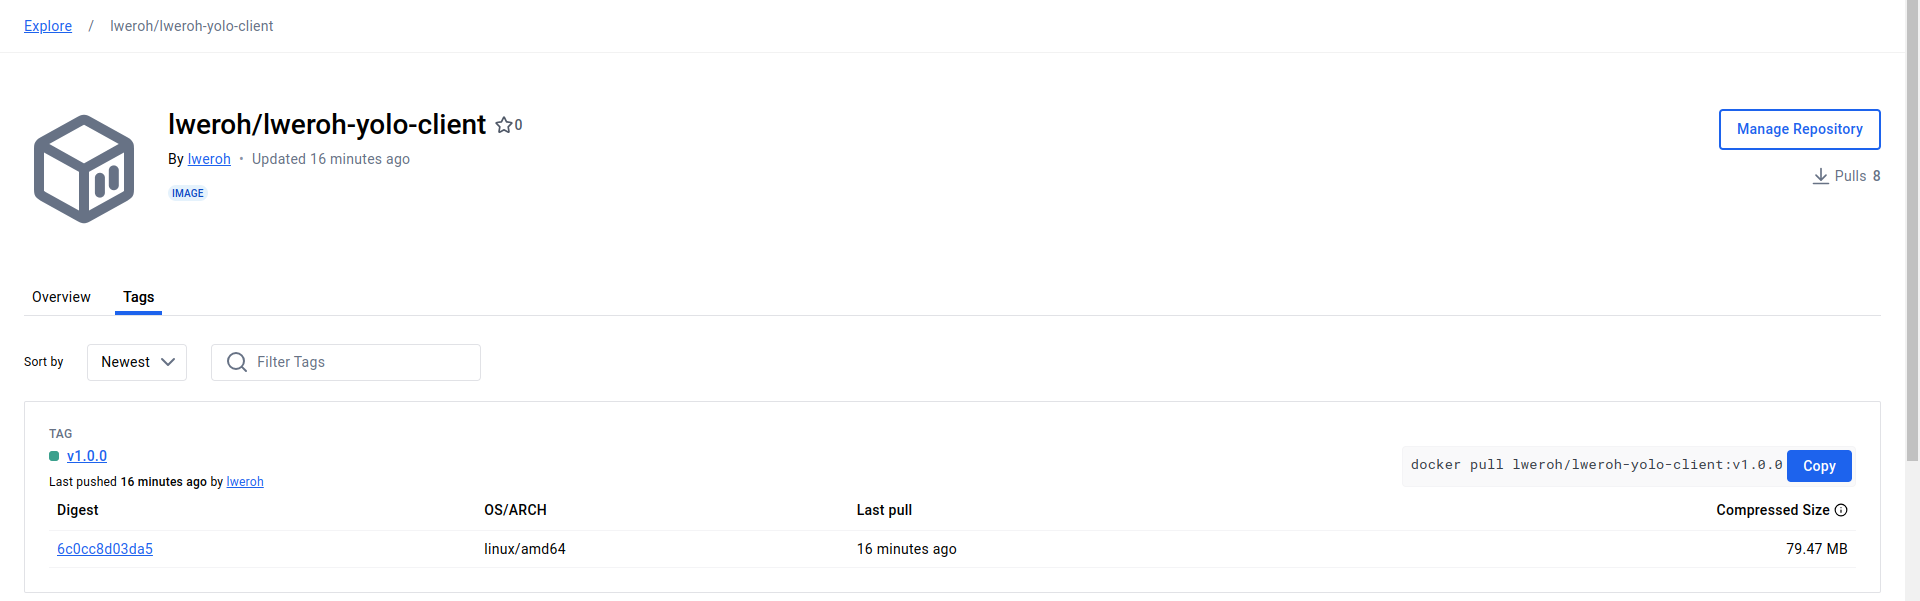 Explore / lweroh/lweroh-yolo-client
lweroh/lweroh-yolo-client 0
Manage Repository
By lweroh • Updated 16 minutes ago
Pulls 8
IMAGE
Overview Tags
Sort by Newest Filter Tags
TAG
v1.0.0
docker pull lweroh/lweroh-yolo-client:v1.0.0 Copy
Last pushed 16 minutes ago by lweroh
Digest OS/ARCH Last pull Compressed Size
6c0cc8d03da5 linux/amd64 16 minutes ago 79.47 MB